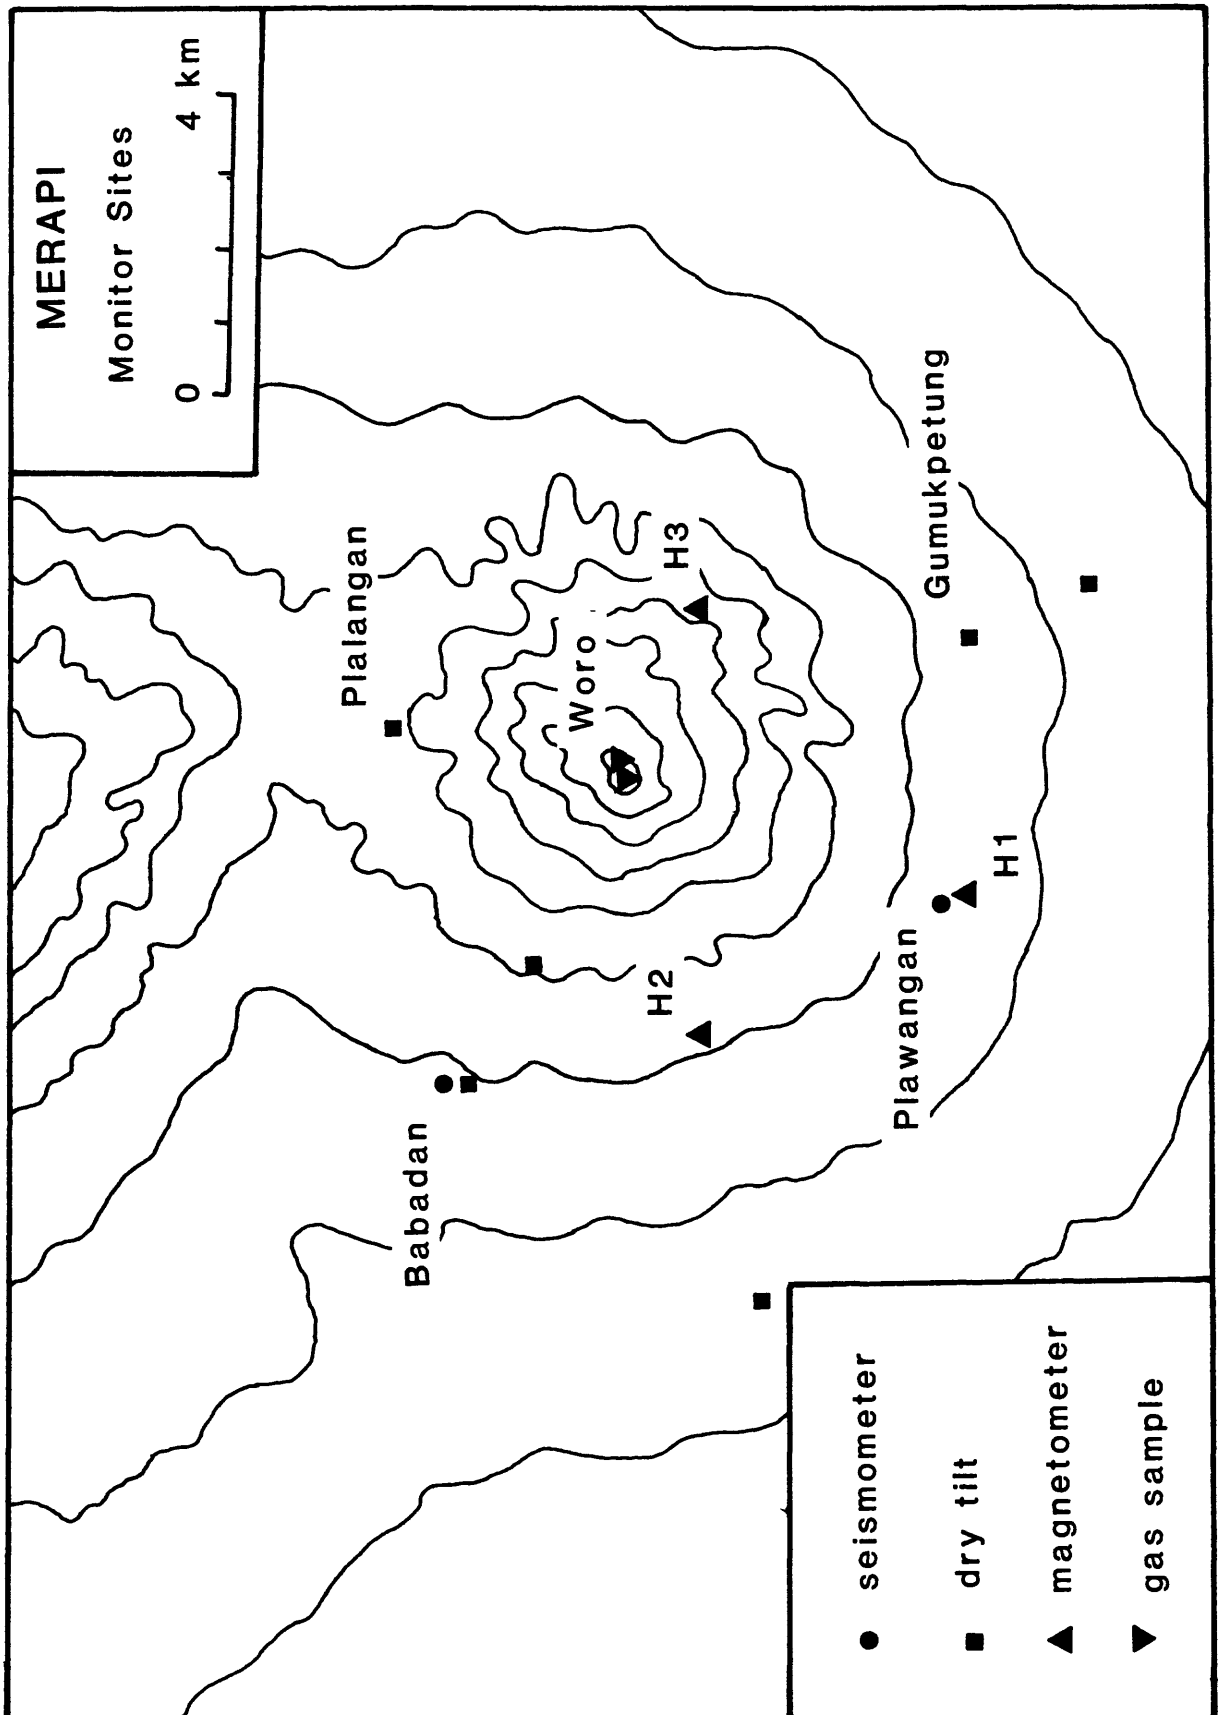 MERAPI
Monitor Sites
0 4 km
Plalangan
Woro
H3
Gumukpetung
H2
H1
Babadan
Plawangan
seismometer
dry tilt
magnetometer
gas sample